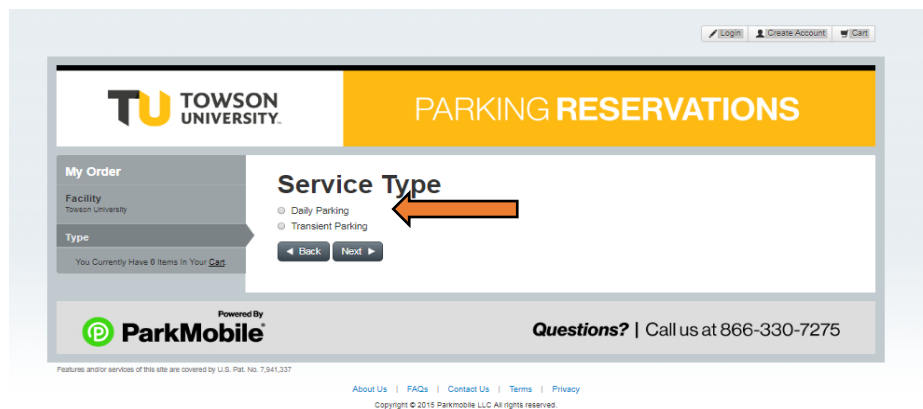 Login Create Account Cart
TU TOWSON
UNIVERSITY.
PARKING RESERVATIONS
My Order
Facility
Towson University
Type
You Currently Have 0 Items In Your Cart.
Service Type
Daily Parking
Transient Parking
◄ Back Next ►
Powered By
ParkMobile®
Questions? | Call us at 866-330-7275
Features and/or services of this site are covered by U.S. Pat. No. 7,941,337
About Us | FAQs | Contact Us | Terms | Privacy
Copyright © 2015 Parkmobile LLC All rights reserved.